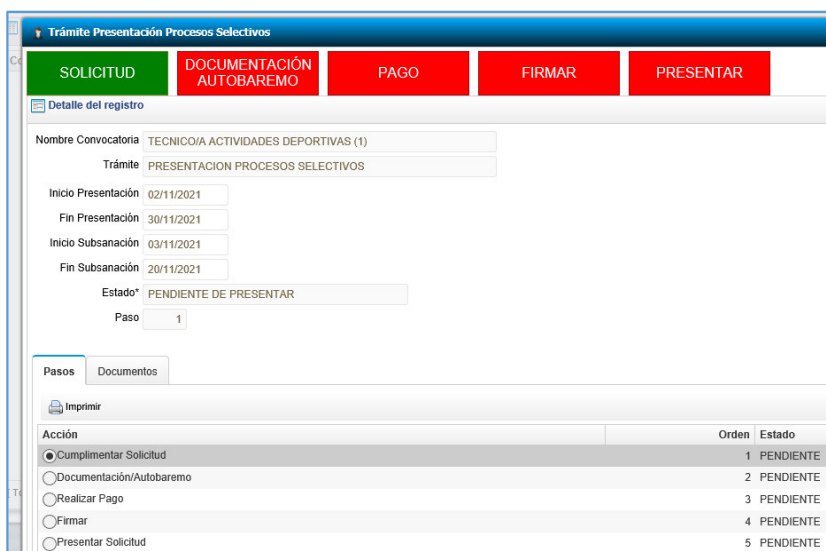 Trámite Presentación Procesos Selectivos
SOLICITUD
DOCUMENTACIÓN
AUTOBAREMO
PAGO
FIRMAR
PRESENTAR
Detalle del registro
Nombre Convocatoria TECNICO/A ACTIVIDADES DEPORTIVAS (1)
Trámite PRESENTACION PROCESOS SELECTIVOS
Inicio Presentación 02/11/2021
Fin Presentación 30/11/2021
Inicio Subsanación 03/11/2021
Fin Subsanación 20/11/2021
Estado* PENDIENTE DE PRESENTAR
Paso 1
Pasos Documentos
Imprimir
Acción Orden Estado
Cumplimentar Solicitud 1 PENDIENTE
Documentación/Autobaremo 2 PENDIENTE
Realizar Pago 3 PENDIENTE
Firmar 4 PENDIENTE
Presentar Solicitud 5 PENDIENTE